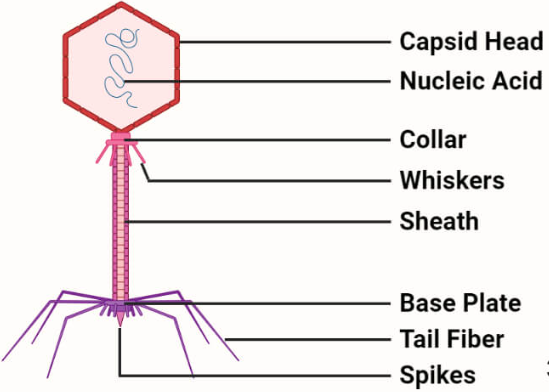 Capsid Head
Nucleic Acid
Collar
Whiskers
Sheath
Base Plate
Tail Fiber
Spikes